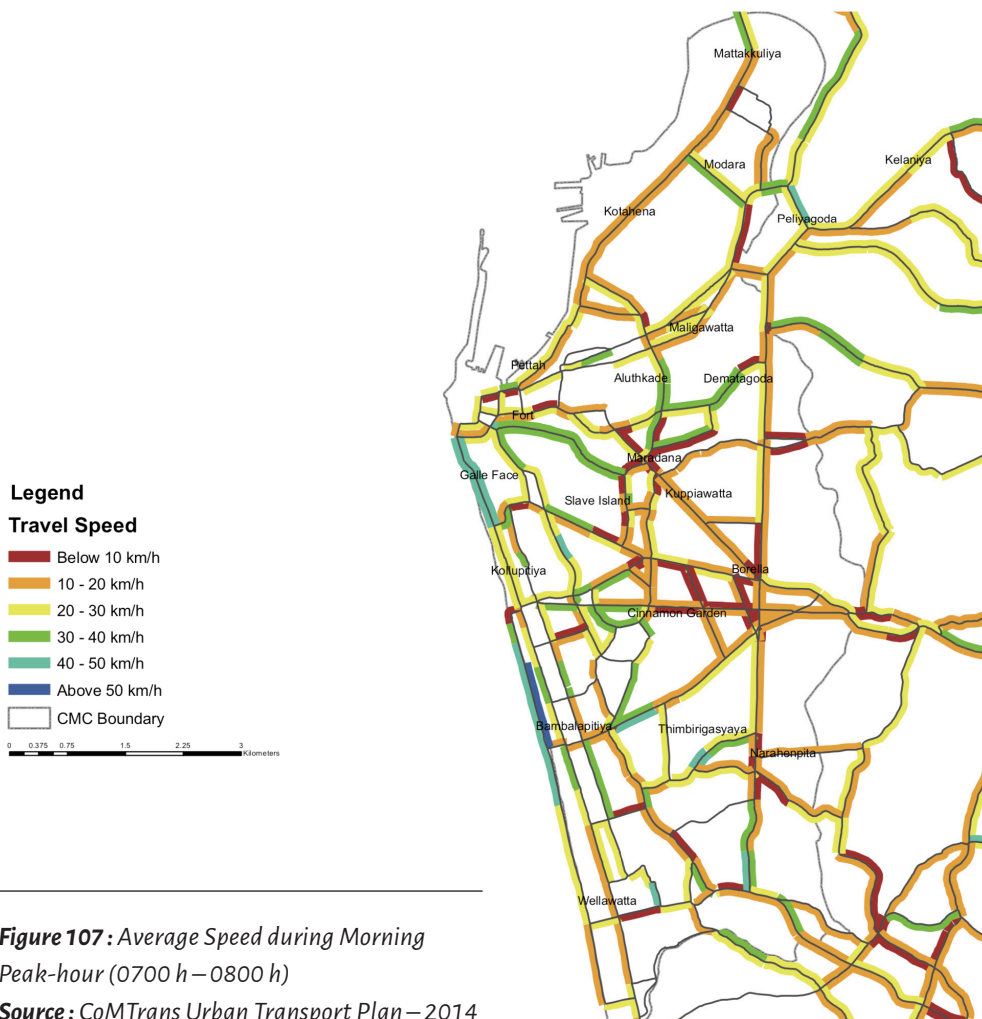 Mattakkuliya
Modara
Kelaniya
Kotahena
Peliyagoda
Maligawatta
Pettah
Aluthkade
Dematagoda
Fort
Maradana
Galle Face
Slave Island
Kuppiawatta
Kollupitiya
Borella
Cinnamon Garden
Bambalapitiya
Thimbirigasyaya
Narahenpita
Wellawatta
Legend
Travel Speed
Below 10 km/h
10 - 20 km/h
20 - 30 km/h
30 - 40 km/h
40 - 50 km/h
Above 50 km/h
CMC Boundary
0 0.375 0.75 1.5 2.25 3
Kilometers
Figure 107 : Average Speed during Morning
Peak-hour (0700 h – 0800 h)
Source : CoMTrans Urban Transport Plan – 2014